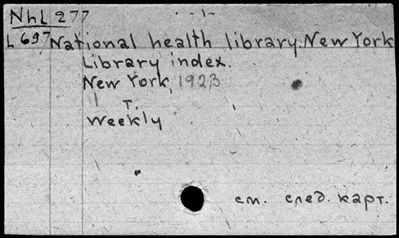 NhL 277
L 697 National health library. New York
Library index.
New York, 1923
T.
Weekly
см. след. карт.